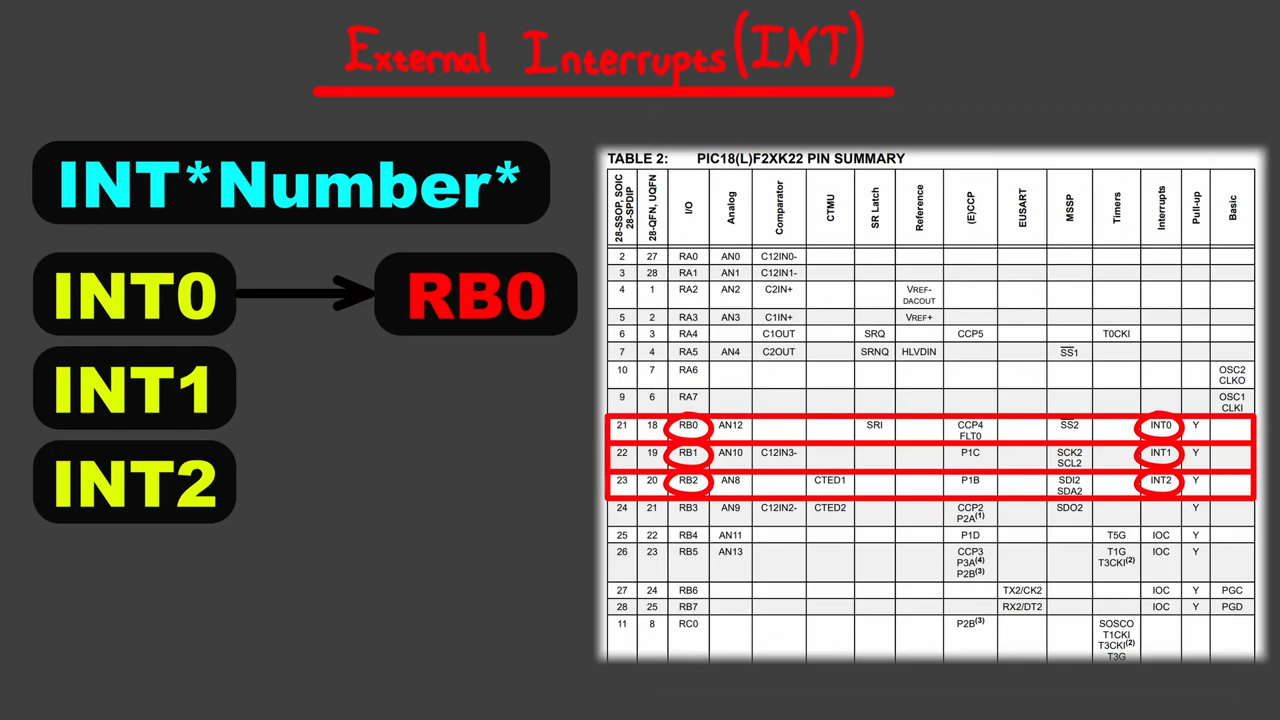 External Interrupts (INT)
INT*Number*
INT0 RB0
INT1
INT2
TABLE 2: PIC18(L)F2XK22 PIN SUMMARY
28-SSOP, SOIC 28-SPDIP 28-QFN, UQFN I/O Analog Comparator CTMU SR Latch Reference (E)CCP EUSART MSSP Timers Interrupts Pull-up Basic
2 27 RA0 AN0 C12IN0-
3 28 RA1 AN1 C12IN1-
4 1 RA2 AN2 C2IN+ VREF-
DACOUT
5 2 RA3 AN3 C1IN+ VREF+
6 3 RA4 C1OUT SRQ CCP5 T0CKI
7 4 RA5 AN4 C2OUT SRNQ HLVDIN SS1
10 7 RA6 OSC2
CLKO
9 6 RA7 OSC1
CLKI
21 18 RB0 AN12 SRI CCP4 SS2 INT0 Y
FLT0
22 19 RB1 AN10 C12IN3- P1C SCK2 INT1 Y
SCL2
23 20 RB2 AN8 CTED1 P1B SDI2 INT2 Y
SDA2
24 21 RB3 AN9 C12IN2- CTED2 CCP2 SDO2 Y
P2A(1)
25 22 RB4 AN11 P1D T5G IOC Y
26 23 RB5 AN13 CCP3 T1G IOC Y
P3A(4) T3CKI(2)
P2B(3)
27 24 RB6 TX2/CK2 IOC Y PGC
28 25 RB7 RX2/DT2 IOC Y PGD
11 8 RC0 P2B(3) SOSCO
T1CKI
T3CKI(2)
T3G